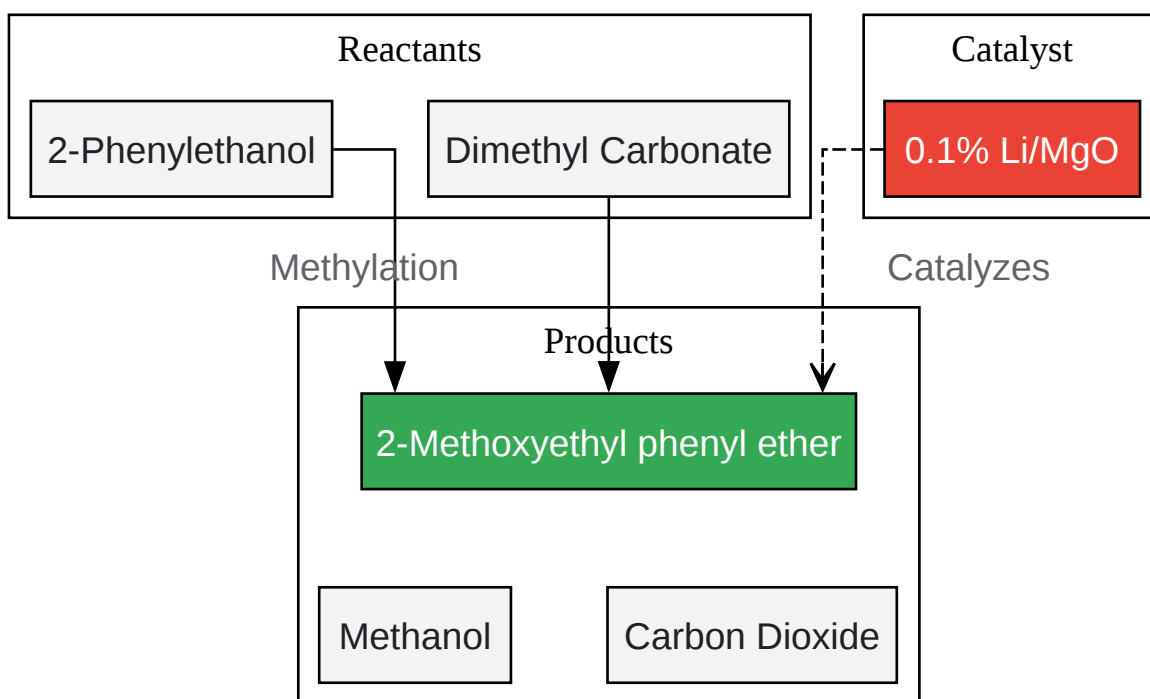 Reactants
Catalyst
2-Phenylethanol
Dimethyl Carbonate
0.1% Li/MgO
Methylation
Catalyzes
Products
2-Methoxyethyl phenyl ether
Methanol
Carbon Dioxide